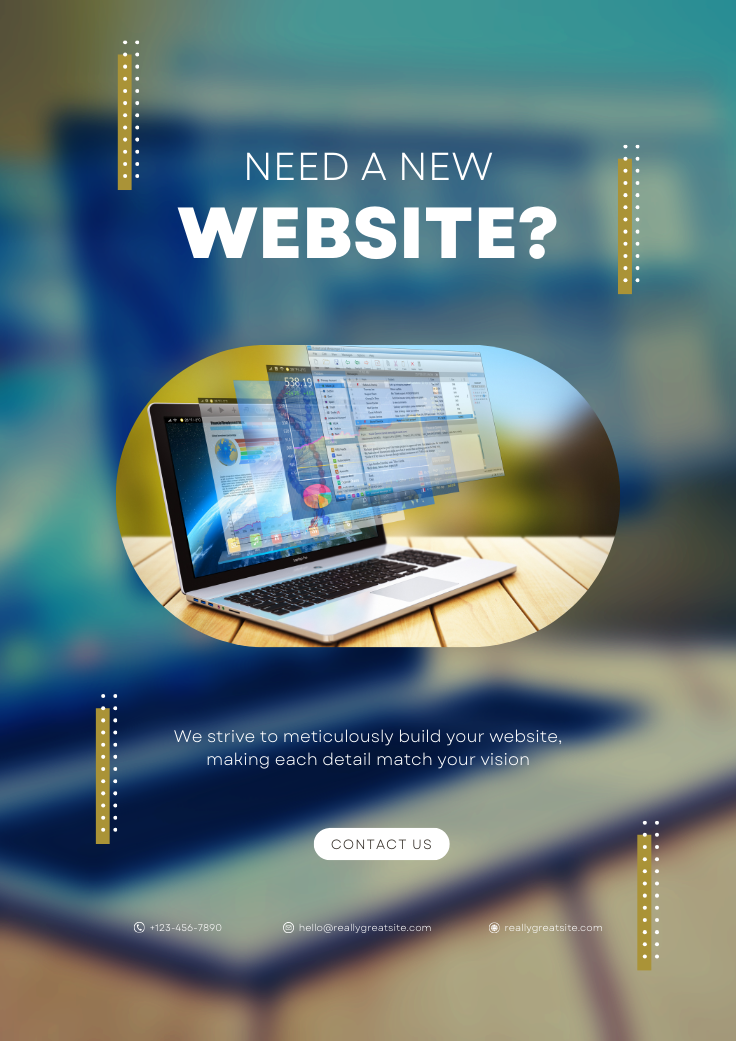 NEED A NEW
WEBSITE?
538.19
We strive to meticulously build your website,
making each detail match your vision
CONTACT US
+123-456-7890
hello@reallygreatsite.com
reallygreatsite.com